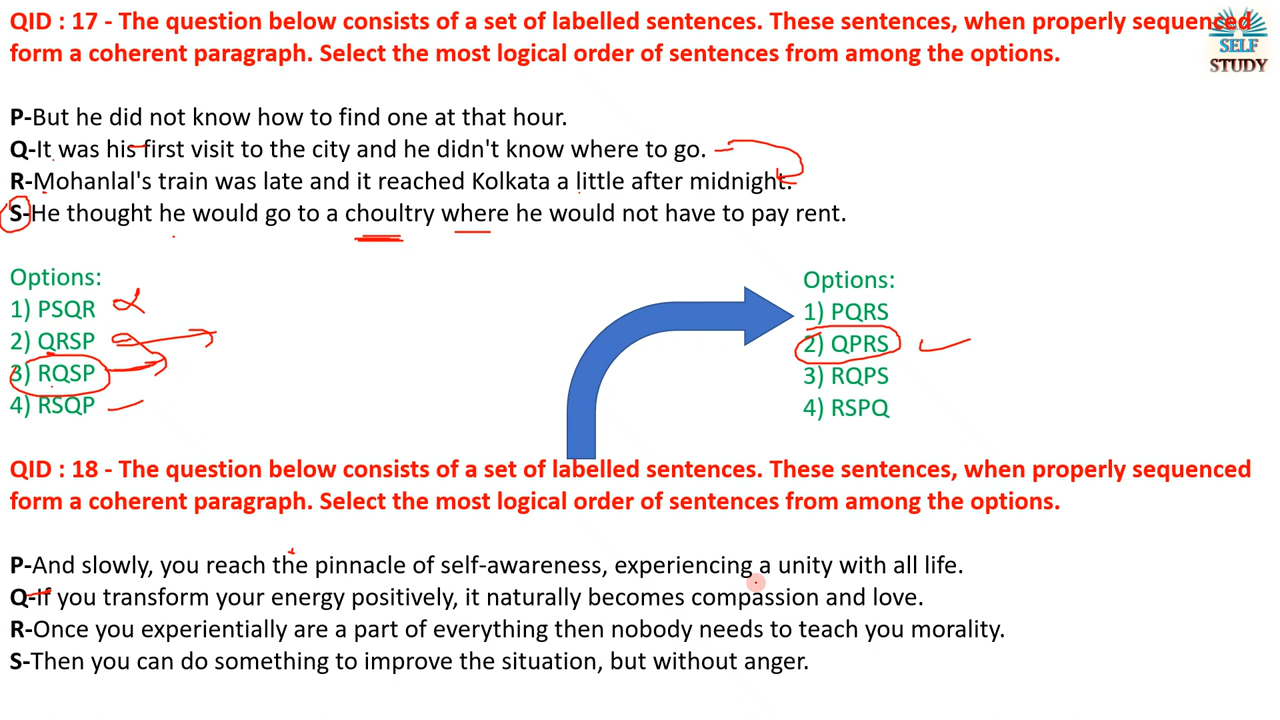 QID : 17 - The question below consists of a set of labelled sentences. These sentences, when properly sequenced
form a coherent paragraph. Select the most logical order of sentences from among the options.
SELF
STUDY
P-But he did not know how to find one at that hour.
Q-It was his first visit to the city and he didn't know where to go.
R-Mohanlal's train was late and it reached Kolkata a little after midnight.
S-He thought he would go to a choultry where he would not have to pay rent.
Options:
1) PSQR
2) QRSP
3) RQSP
4) RSQP
Options:
1) PQRS
2) QPRS
3) RQPS
4) RSPQ
QID : 18 - The question below consists of a set of labelled sentences. These sentences, when properly sequenced
form a coherent paragraph. Select the most logical order of sentences from among the options.
P-And slowly, you reach the pinnacle of self-awareness, experiencing a unity with all life.
Q-If you transform your energy positively, it naturally becomes compassion and love.
R-Once you experientially are a part of everything then nobody needs to teach you morality.
S-Then you can do something to improve the situation, but without anger.